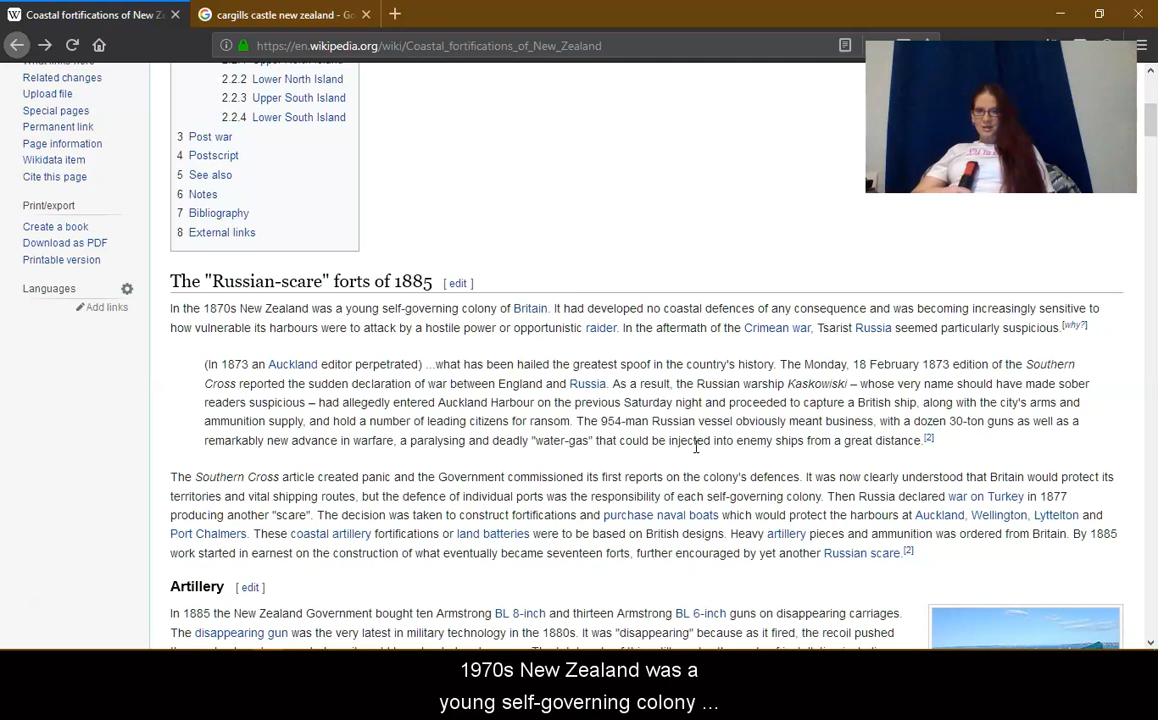 Coastal fortifications of New Z
cargills castle new zealand - Go
https://en.wikipedia.org/wiki/Coastal_fortifications_of_New_Zealand
Related changes
Upload file
Special pages
Permanent link
Page information
Wikidata item
Cite this page
Print/export
Create a book
Download as PDF
Printable version
Languages
Add links
2.2.2 Lower North Island
2.2.3 Upper South Island
2.2.4 Lower South Island
3 Post war
4 Postscript
5 See also
6 Notes
7 Bibliography
8 External links
The "Russian-scare" forts of 1885 [ edit ]
In the 1870s New Zealand was a young self-governing colony of Britain. It had developed no coastal defences of any consequence and was becoming increasingly sensitive to
how vulnerable its harbours were to attack by a hostile power or opportunistic raider. In the aftermath of the Crimean war, Tsarist Russia seemed particularly suspicious.[why?]
(In 1873 an Auckland editor perpetrated) ...what has been hailed the greatest spoof in the country's history. The Monday, 18 February 1873 edition of the Southern
Cross reported the sudden declaration of war between England and Russia. As a result, the Russian warship Kaskowiski – whose very name should have made sober
readers suspicious – had allegedly entered Auckland Harbour on the previous Saturday night and proceeded to capture a British ship, along with the city's arms and
ammunition supply, and hold a number of leading citizens for ransom. The 954-man Russian vessel obviously meant business, with a dozen 30-ton guns as well as a
remarkably new advance in warfare, a paralysing and deadly "water-gas" that could be injected into enemy ships from a great distance.[2]
The Southern Cross article created panic and the Government commissioned its first reports on the colony's defences. It was now clearly understood that Britain would protect its
territories and vital shipping routes, but the defence of individual ports was the responsibility of each self-governing colony. Then Russia declared war on Turkey in 1877
producing another "scare". The decision was taken to construct fortifications and purchase naval boats which would protect the harbours at Auckland, Wellington, Lyttelton and
Port Chalmers. These coastal artillery fortifications or land batteries were to be based on British designs. Heavy artillery pieces and ammunition was ordered from Britain. By 1885
work started in earnest on the construction of what eventually became seventeen forts, further encouraged by yet another Russian scare.[2]
Artillery [ edit ]
In 1885 the New Zealand Government bought ten Armstrong BL 8-inch and thirteen Armstrong BL 6-inch guns on disappearing carriages.
The disappearing gun was the very latest in military technology in the 1880s. It was "disappearing" because as it fired, the recoil pushed
1970s New Zealand was a
young self-governing colony ...